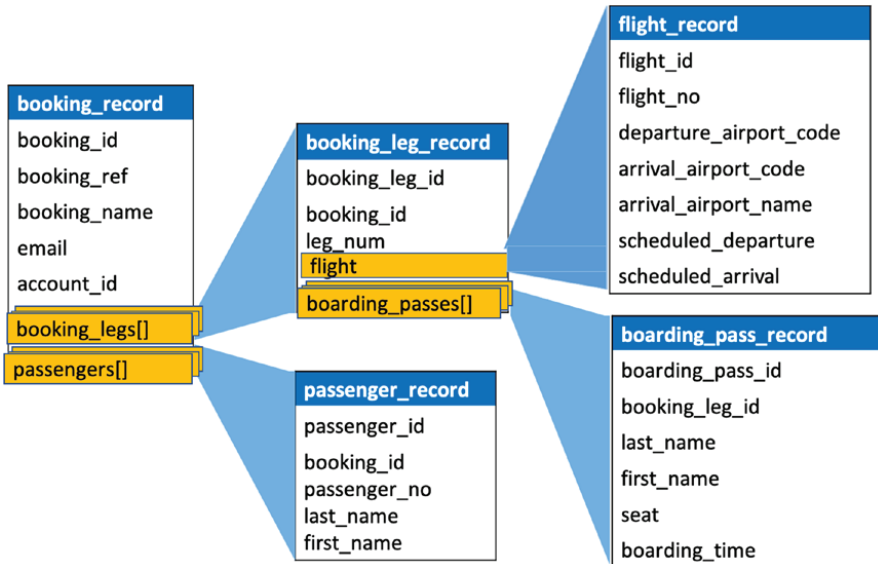 booking_record
booking_id
booking_ref
booking_name
email
account_id
booking_legs[]
passengers[]
booking_leg_record
booking_leg_id
booking_id
leg_num
flight
boarding_passes[]
passenger_record
passenger_id
booking_id
passenger_no
last_name
first_name
flight_record
flight_id
flight_no
departure_airport_code
arrival_airport_code
arrival_airport_name
scheduled_departure
scheduled_arrival
boarding_pass_record
boarding_pass_id
booking_leg_id
last_name
first_name
seat
boarding_time